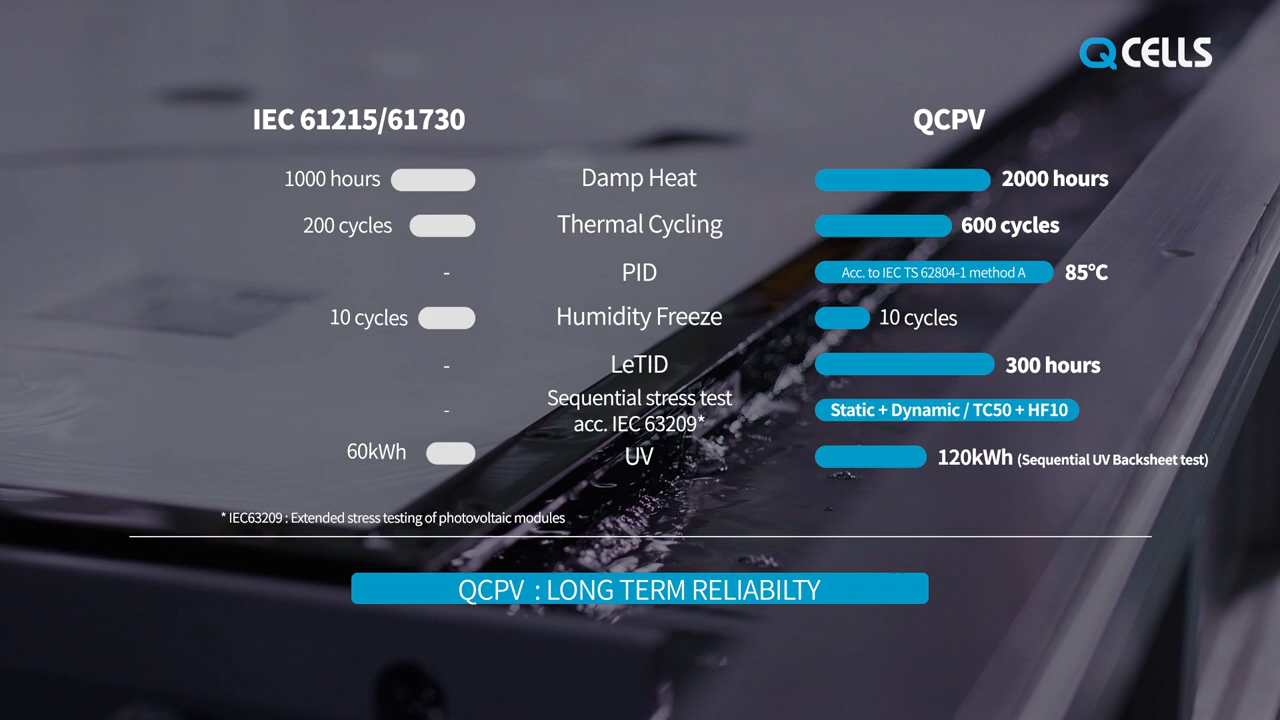 Q CELLS
IEC 61215/61730
QCPV
1000 hours
Damp Heat
2000 hours
200 cycles
Thermal Cycling
600 cycles
-
PID
Acc. to IEC TS 62804-1 method A
85°C
10 cycles
Humidity Freeze
10 cycles
-
LeTID
300 hours
-
Sequential stress test
acc. IEC 63209*
Static + Dynamic / TC50 + HF10
60kWh
UV
120kWh (Sequential UV Backsheet test)
* IEC63209 : Extended stress testing of photovoltaic modules
QCPV : LONG TERM RELIABILTY